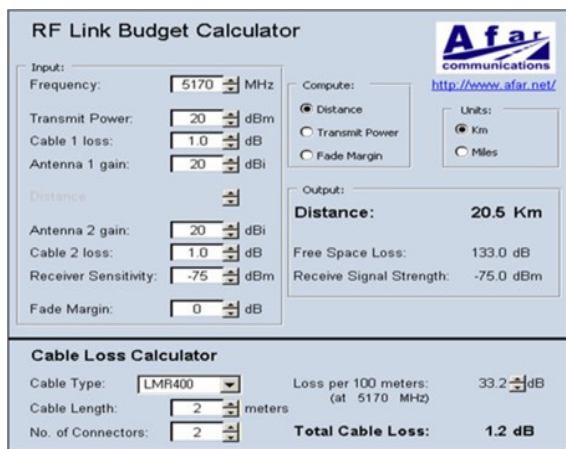 RF Link Budget Calculator
Afar
communications
http://www.afar.net/
Input:
Frequency: 5170 MHz
Transmit Power: 20 dBm
Cable 1 loss: 1.0 dB
Antenna 1 gain: 20 dBi
Distance
Antenna 2 gain: 20 dBi
Cable 2 loss: 1.0 dB
Receiver Sensitivity: -75 dBm
Fade Margin: 0 dB
Compute:
Distance
Transmit Power
Fade Margin
Units:
Km
Miles
Output:
Distance: 20.5 Km
Free Space Loss: 133.0 dB
Receive Signal Strength: -75.0 dBm
Cable Loss Calculator
Cable Type: LMR400
Cable Length: 2 meters
No. of Connectors: 2
Loss per 100 meters: 33.2 dB
(at 5170 MHz)
Total Cable Loss: 1.2 dB